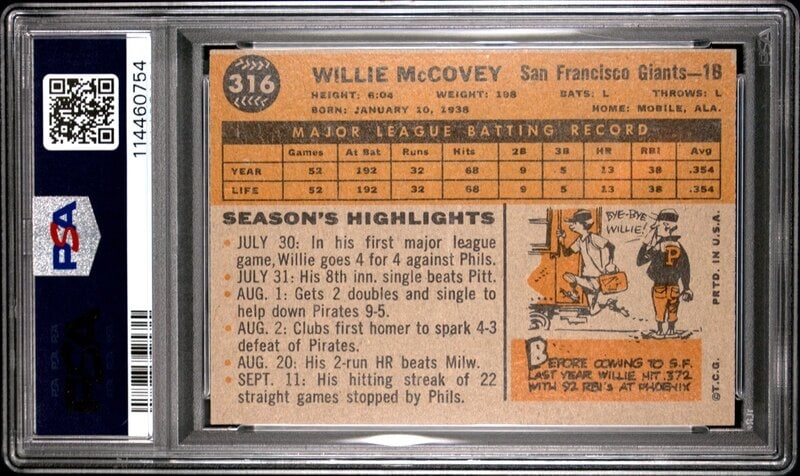 114460754
PSA
316
WILLIE McCOVEY San Francisco Giants—1B
HEIGHT: 6:04 WEIGHT: 198 BATS: L THROWS: L
BORN: JANUARY 10, 1938 HOME: MOBILE, ALA.
MAJOR LEAGUE BATTING RECORD
Games At Bat Runs Hits 2B 3B HR RBI Avg
YEAR 52 192 32 68 9 5 13 38 .354
LIFE 52 192 32 68 9 5 13 38 .354
SEASON'S HIGHLIGHTS
• JULY 30: In his first major league
game, Willie goes 4 for 4 against Phils.
• JULY 31: His 8th inn. single beats Pitt.
• AUG. 1: Gets 2 doubles and single to
help down Pirates 9-5.
• AUG. 2: Clubs first homer to spark 4-3
defeat of Pirates.
• AUG. 20: His 2-run HR beats Milw.
• SEPT. 11: His hitting streak of 22
straight games stopped by Phils.
BYE-BYE
WILLIE!
P
BEFORE COMING TO S.F.
LAST YEAR WILLIE HIT .372
WITH 92 RBI'S AT PHOENIX
©T.C.G. PRTD. IN U.S.A.